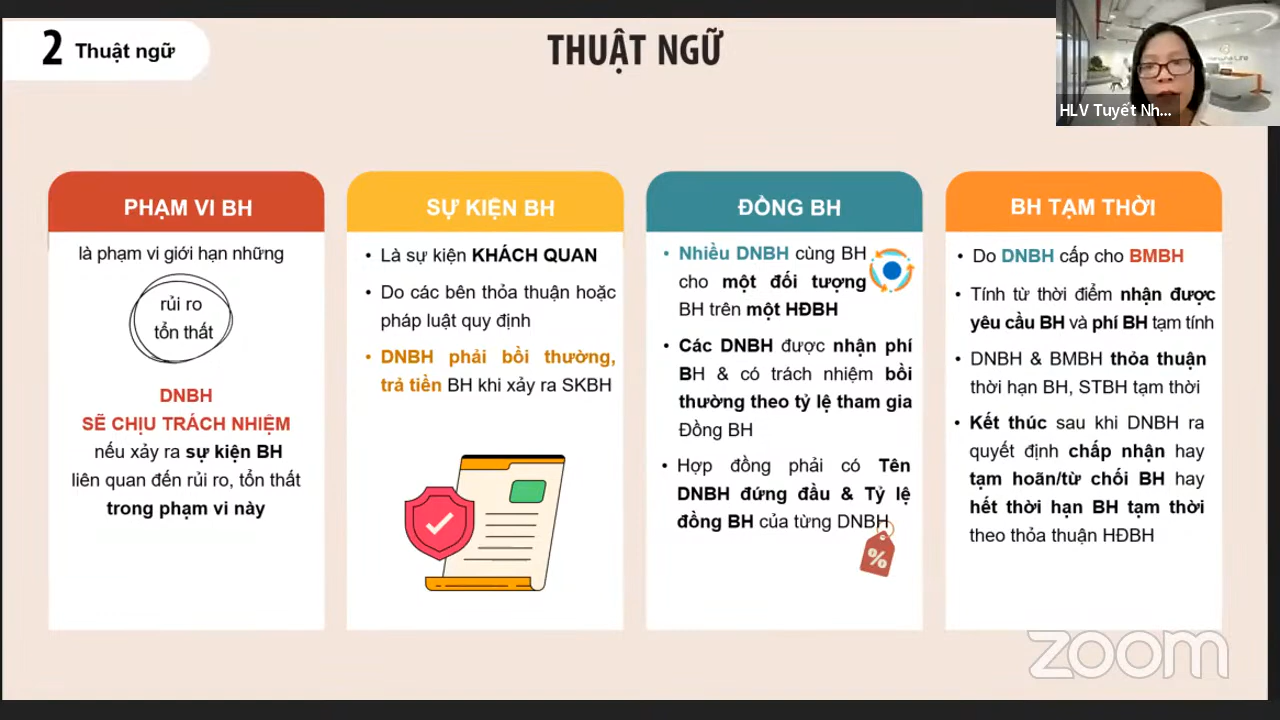 2 Thuật ngữ
THUẬT NGỮ
HLV Tuyết Nh...
PHẠM VI BH
là phạm vi giới hạn những
rủi ro
tổn thất
DNBH
SẼ CHỊU TRÁCH NHIỆM
nếu xảy ra sự kiện BH
liên quan đến rủi ro, tổn thất
trong phạm vi này
SỰ KIỆN BH
• Là sự kiện KHÁCH QUAN
• Do các bên thỏa thuận hoặc
pháp luật quy định
• DNBH phải bồi thường,
trả tiền BH khi xảy ra SKBH
ĐỒNG BH
• Nhiều DNBH cùng BH
cho một đối tượng
BH trên một HĐBH
• Các DNBH được nhận phí
BH & có trách nhiệm bồi
thường theo tỷ lệ tham gia
Đồng BH
• Hợp đồng phải có Tên
DNBH đứng đầu & Tỷ lệ
đồng BH của từng DNBH
%
BH TẠM THỜI
• Do DNBH cấp cho BMBH
• Tính từ thời điểm nhận được
yêu cầu BH và phí BH tạm tính
• DNBH & BMBH thỏa thuận
thời hạn BH, STBH tạm thời
• Kết thúc sau khi DNBH ra
quyết định chấp nhận hay
tạm hoãn/từ chối BH hay
hết thời hạn BH tạm thời
theo thỏa thuận HĐBH
zoom